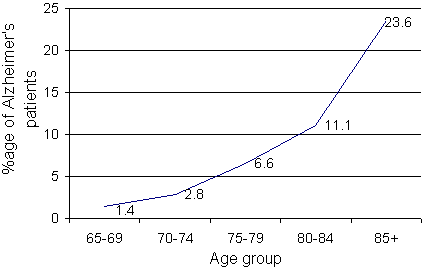 25
20
15
10
5
0
%age of Alzheimer's
patients
23.6
11.1
6.6
2.8
1.4
65-69 70-74 75-79 80-84 85+
Age group